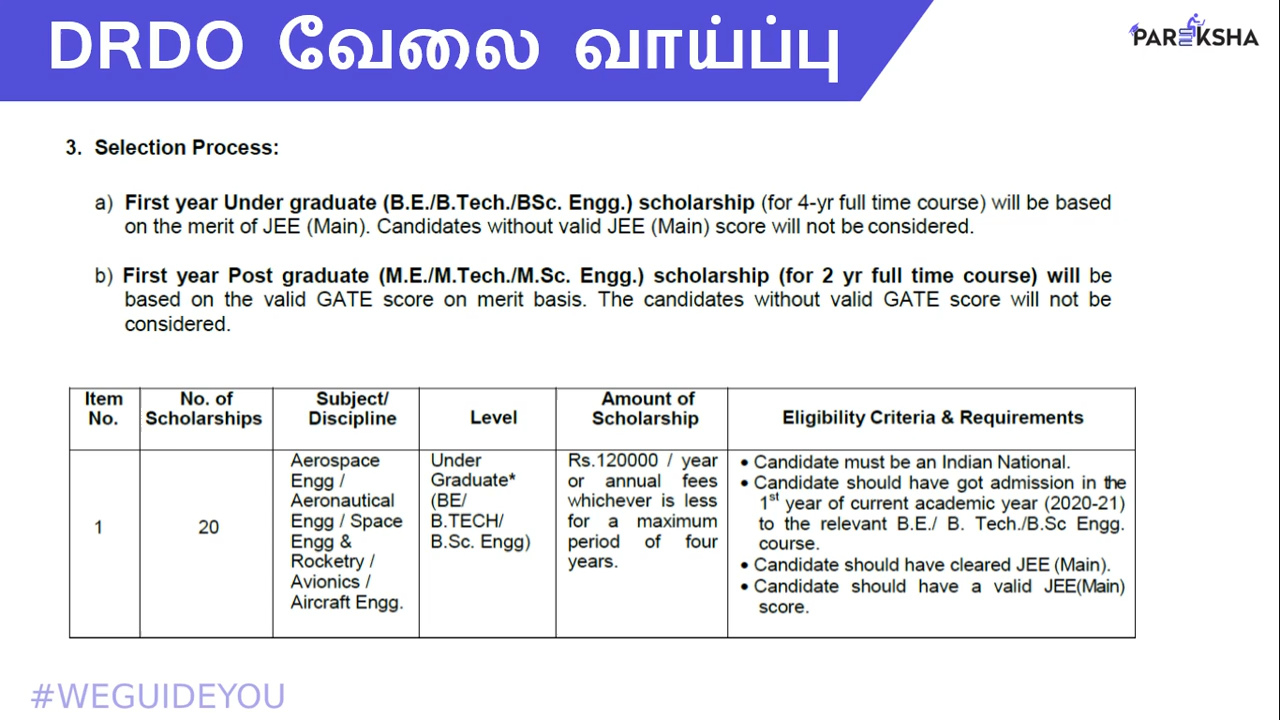 DRDO வேலை வாய்ப்பு
PAREEKSHA
3. Selection Process:
a) First year Under graduate (B.E./B.Tech./BSc. Engg.) scholarship (for 4-yr full time course) will be based
on the merit of JEE (Main). Candidates without valid JEE (Main) score will not be considered.
b) First year Post graduate (M.E./M.Tech./M.Sc. Engg.) scholarship (for 2 yr full time course) will be
based on the valid GATE score on merit basis. The candidates without valid GATE score will not be
considered.
Item
No.
No. of
Scholarships
Subject/
Discipline
Level
Amount of
Scholarship
Eligibility Criteria & Requirements
1
20
Aerospace
Engg /
Aeronautical
Engg / Space
Engg &
Rocketry /
Avionics /
Aircraft Engg.
Under
Graduate*
(BE/
B.TECH/
B.Sc. Engg)
Rs.120000 / year
or annual fees
whichever is less
for a maximum
period of four
years.
• Candidate must be an Indian National.
• Candidate should have got admission in the
1st year of current academic year (2020-21)
to the relevant B.E./ B. Tech./B.Sc Engg.
course.
• Candidate should have cleared JEE (Main).
• Candidate should have a valid JEE(Main)
score.
#WEGUIDEYOU